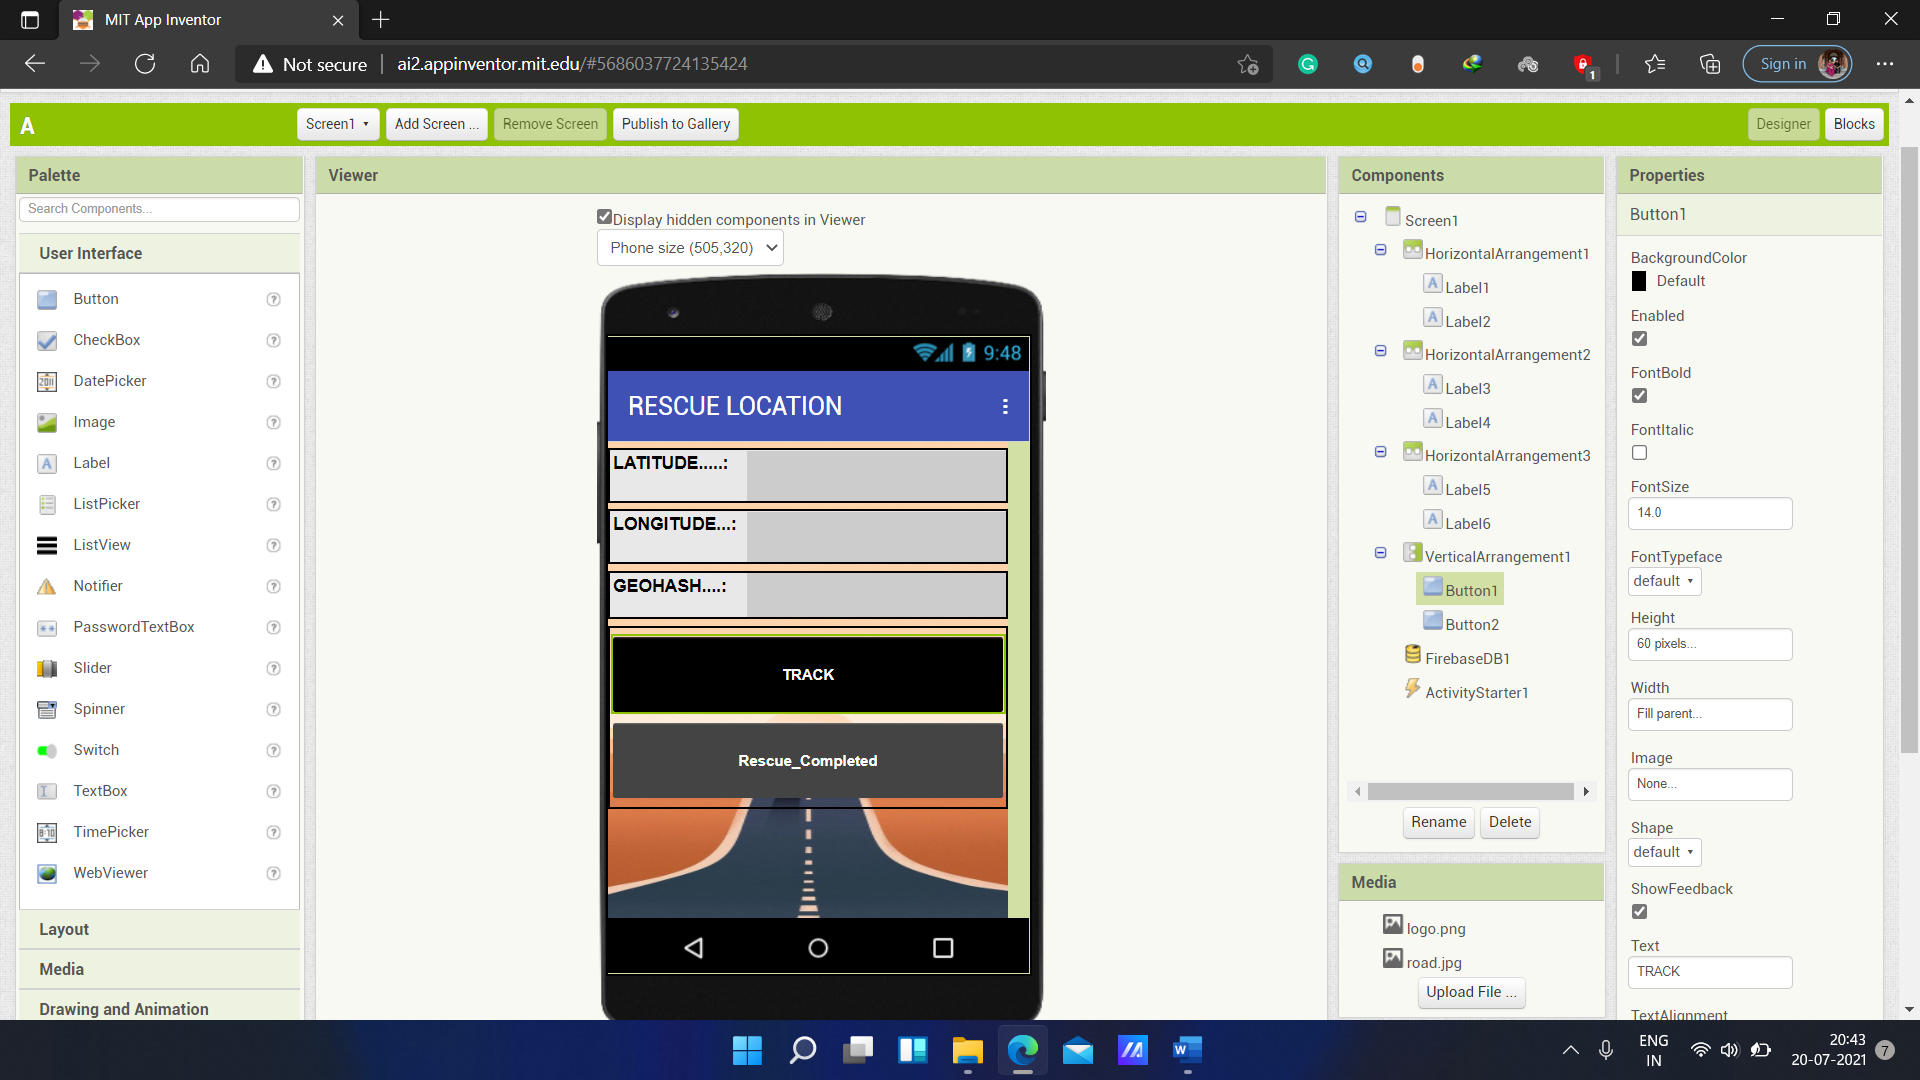 MIT App Inventor
Not secure
ai2.appinventor.mit.edu/#5686037724135424
1
Sign in
A
Screen1
Add Screen ...
Remove Screen
Publish to Gallery
Designer
Blocks
Palette
Search Components...
User Interface
Button
CheckBox
2011
DatePicker
Image
A
Label
ListPicker
ListView
Notifier
PasswordTextBox
Slider
Spinner
Switch
TextBox
8:10
TimePicker
WebViewer
Layout
Media
Drawing and Animation
Viewer
Display hidden components in Viewer
Phone size (505,320)
9:48
RESCUE LOCATION
LATITUDE.....:
LONGITUDE...:
GEOHASH....:
TRACK
Rescue_Completed
Components
Screen1
HorizontalArrangement1
Label1
Label2
HorizontalArrangement2
Label3
Label4
HorizontalArrangement3
Label5
Label6
VerticalArrangement1
Button1
Button2
FirebaseDB1
ActivityStarter1
Rename
Delete
Media
logo.png
road.jpg
Upload File ...
Properties
Button1
BackgroundColor
Default
Enabled
FontBold
FontItalic
FontSize
14.0
FontTypeface
default
Height
60 pixels...
Width
Fill parent...
Image
None...
Shape
default
ShowFeedback
Text
TRACK
TextAlignment
ENG
IN
20:43
20-07-2021
7